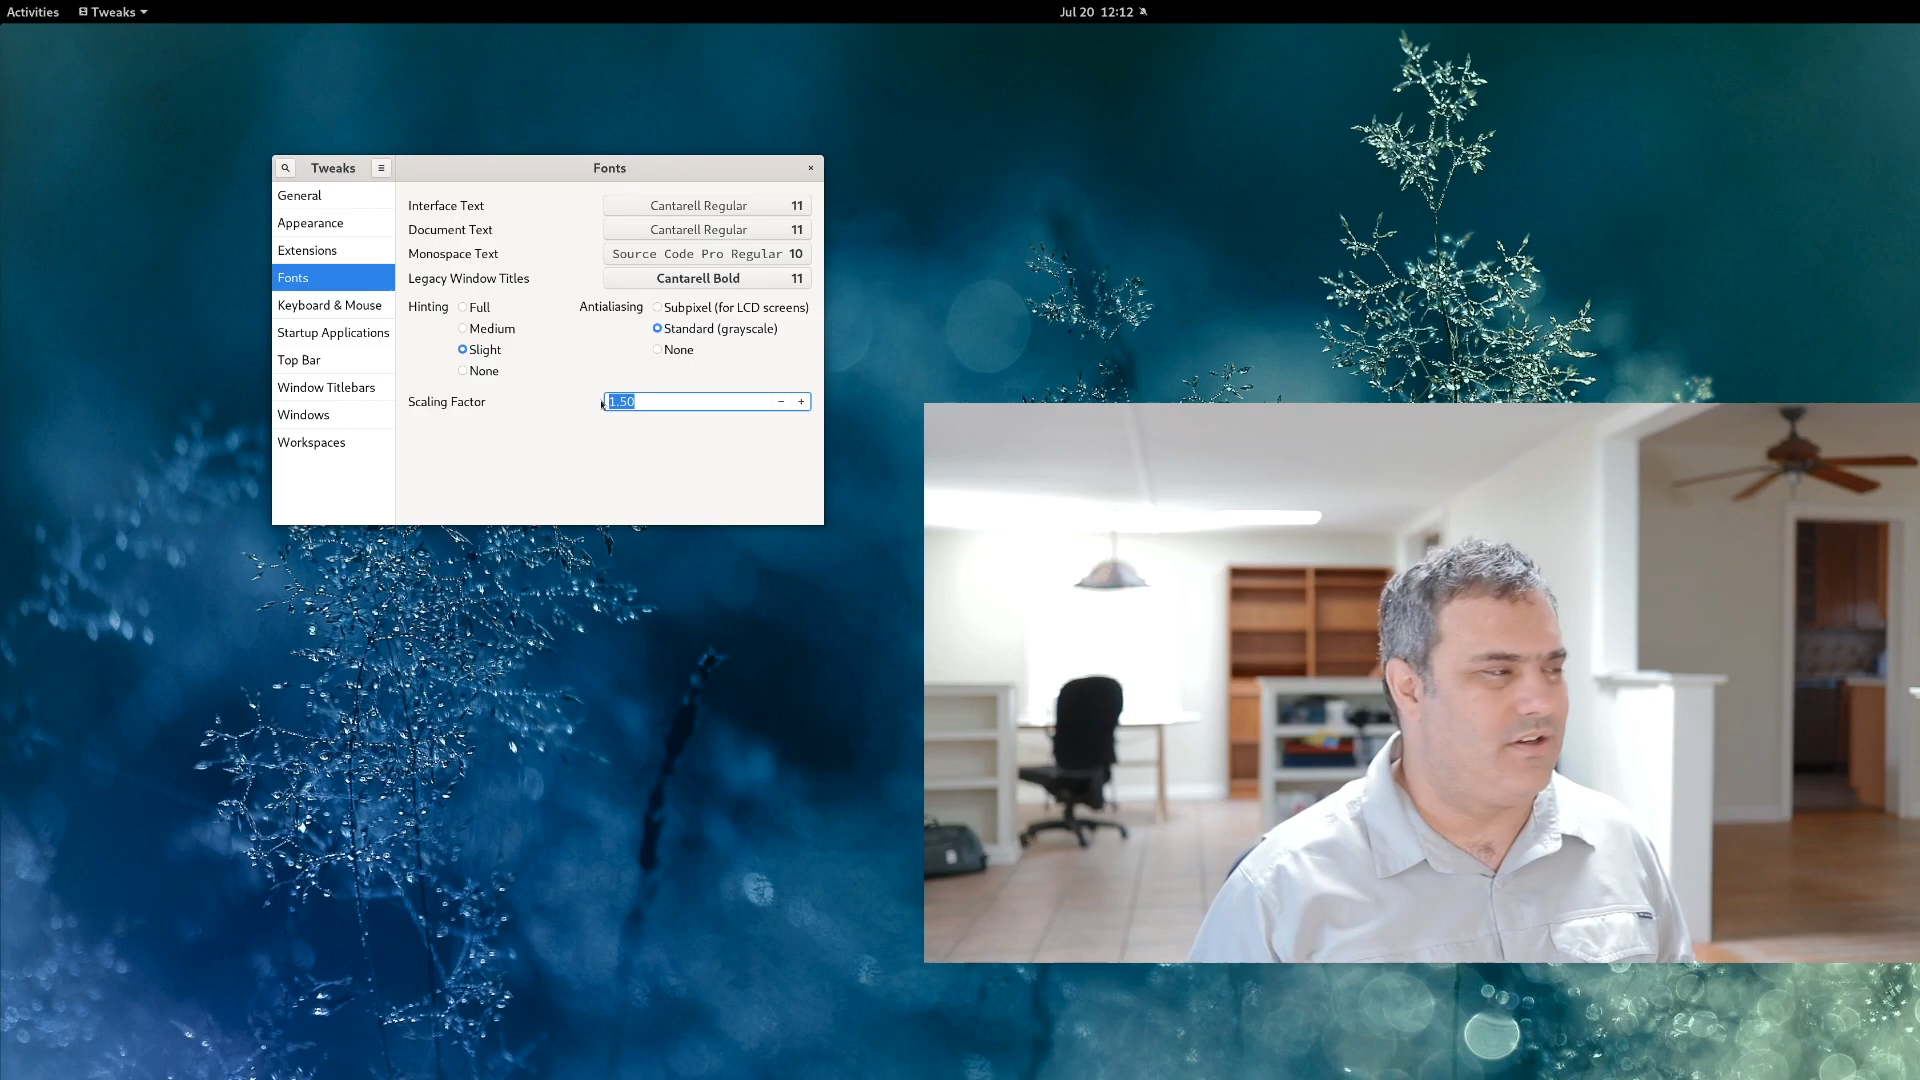 Activities Tweaks Jul 20 12:12
Tweaks Fonts
General
Appearance
Extensions
Fonts
Keyboard & Mouse
Startup Applications
Top Bar
Window Titlebars
Windows
Workspaces
Interface Text Cantarell Regular 11
Document Text Cantarell Regular 11
Monospace Text Source Code Pro Regular 10
Legacy Window Titles Cantarell Bold 11
Hinting Full
Medium
Slight
None
Antialiasing Subpixel (for LCD screens)
Standard (grayscale)
None
Scaling Factor 1.50 − +